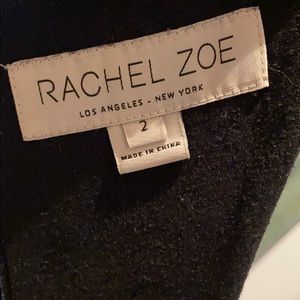 RACHEL ZOE
LOS ANGELES - NEW YORK
2
MADE IN CHINA